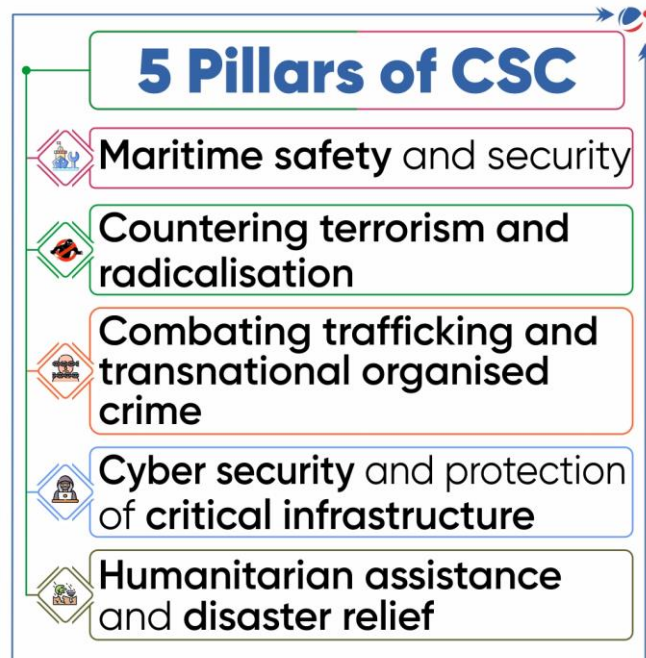 5 Pillars of CSC
Maritime safety and security
Countering terrorism and
radicalisation
Combating trafficking and
transnational organised
crime
Cyber security and protection
of critical infrastructure
Humanitarian assistance
and disaster relief